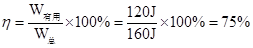 η = W有用/W总 ×100% = 120J/160J ×100% = 75%